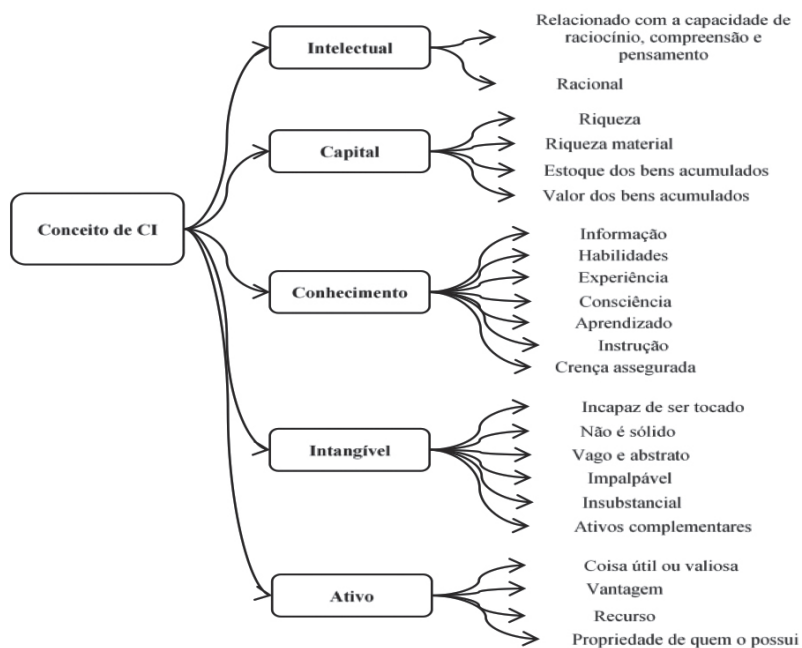 Conceito de CI
Intelectual
Relacionado com a capacidade de
raciocínio, compreensão e
pensamento
Racional
Capital
Riqueza
Riqueza material
Estoque dos bens acumulados
Valor dos bens acumulados
Conhecimento
Informação
Habilidades
Experiência
Consciência
Aprendizado
Instrução
Crença assegurada
Intangível
Incapaz de ser tocado
Não é sólido
Vago e abstrato
Impalpável
Insubstancial
Ativos complementares
Ativo
Coisa útil ou valiosa
Vantagem
Recurso
Propriedade de quem o possui